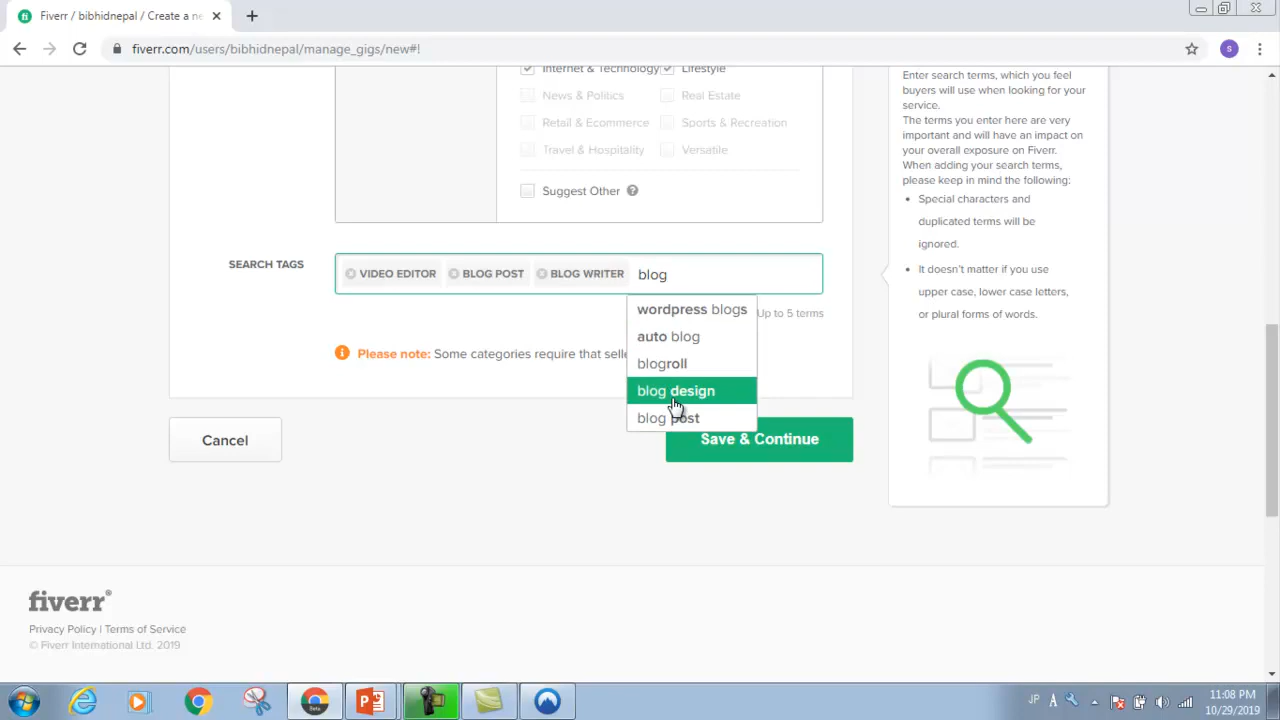 Fiverr / bibhidnepal / Create a ne
fiverr.com/users/bibhidnepal/manage_gigs/new#!
S
Internet & Technology Lifestyle
News & Politics Real Estate
Retail & Ecommerce Sports & Recreation
Travel & Hospitality Versatile
Suggest Other ?
SEARCH TAGS
VIDEO EDITOR BLOG POST BLOG WRITER blog
wordpress blogs
auto blog
blogroll
blog design
blog post
Up to 5 terms
Please note: Some categories require that sell
Cancel
Save & Continue
Enter search terms, which you feel
buyers will use when looking for your
service.
The terms you enter here are very
important and will have an impact on
your overall exposure on Fiverr.
When adding your search terms,
please keep in mind the following:
• Special characters and
duplicated terms will be
ignored.
• It doesn't matter if you use
upper case, lower case letters,
or plural forms of words.
fiverr®
Privacy Policy | Terms of Service
© Fiverr International Ltd. 2019
JP A
11:08 PM
10/29/2019